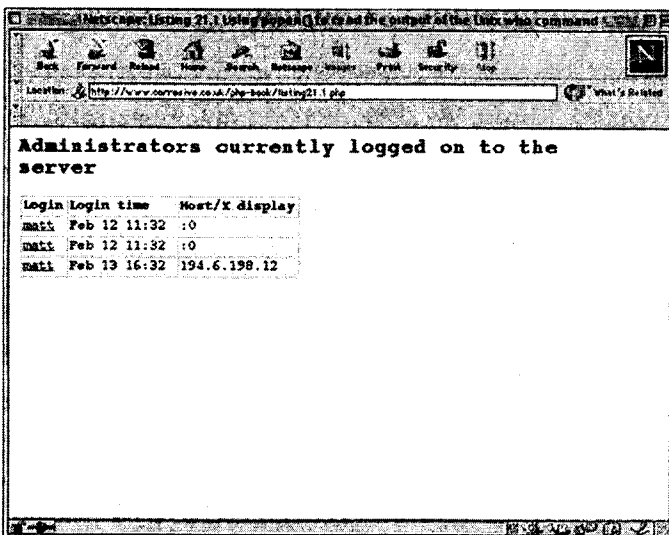 Netscape: Listing 21.1 Using popen() to read the output of the Unix who command
Back Forward Reload Home Search Netscape Images Print Security Stop
Location: http://www.corrosive.co.uk/php-book/listing21.1.php What's Related
Administrators currently logged on to the
server
Login Login time Host/X display
matt Feb 12 11:32 :0
matt Feb 12 11:32 :0
matt Feb 13 16:32 194.6.198.12